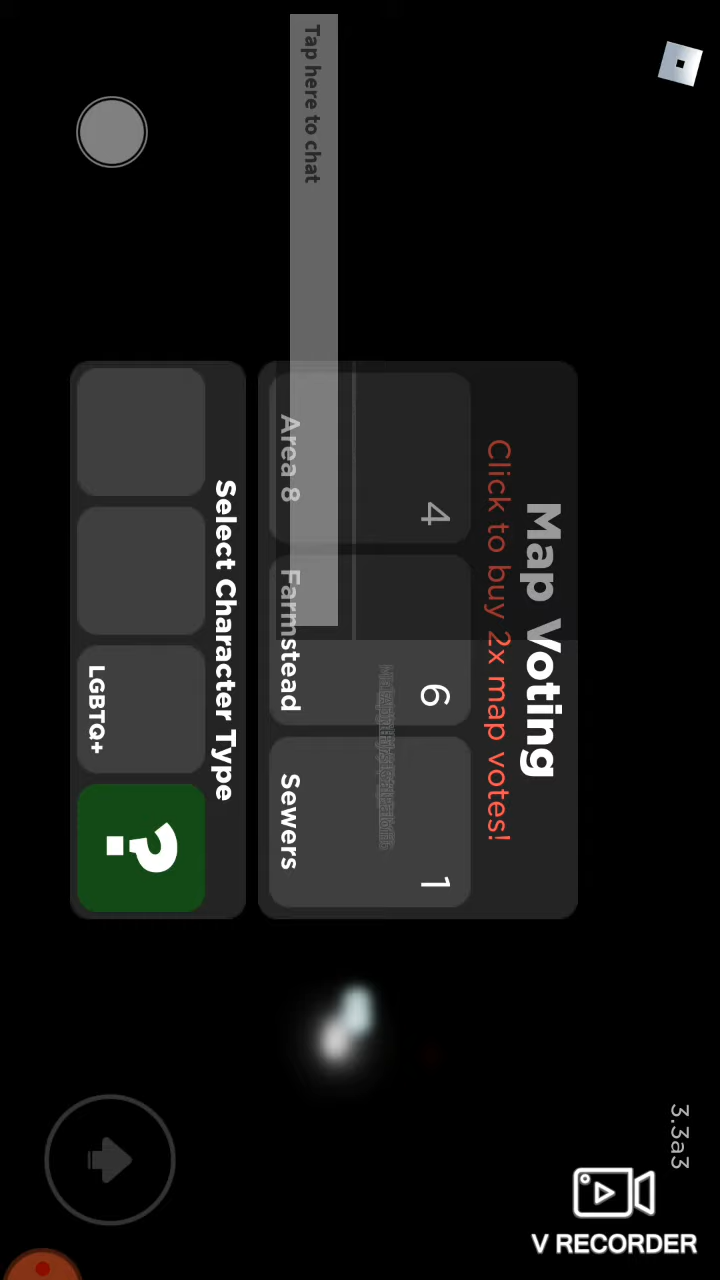 Tap here to chat
Map Voting
Click to buy 2x map votes!
4
6
1
Area 8
Farmstead
Sewers
Select Character Type
LGBTQ+
?
3.3a3
V RECORDER